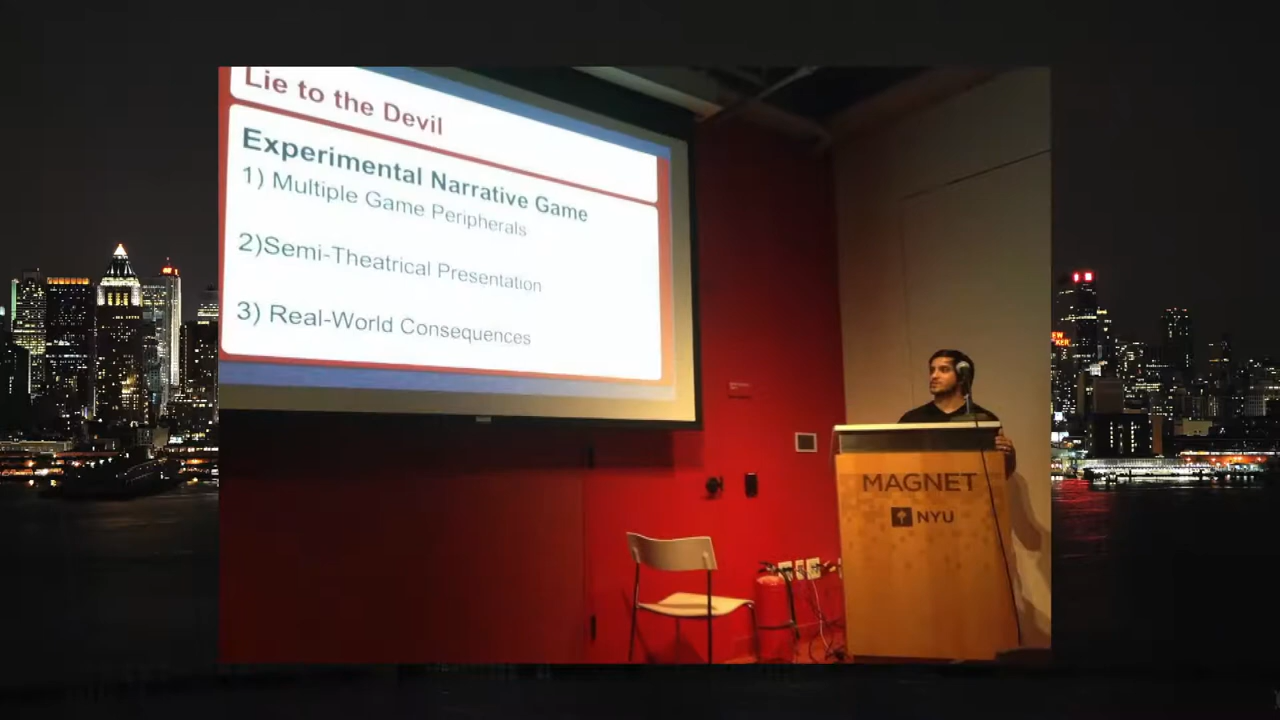 Lie to the Devil
Experimental Narrative Game
1) Multiple Game Peripherals
2)Semi-Theatrical Presentation
3) Real-World Consequences
MAGNET
NYU